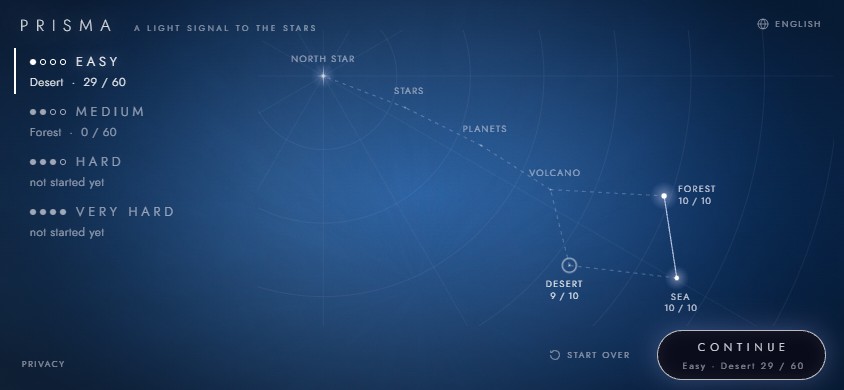 PRISMA
A LIGHT SIGNAL TO THE STARS
ENGLISH
EASY
Desert · 29 / 60
MEDIUM
Forest · 0 / 60
HARD
not started yet
VERY HARD
not started yet
NORTH STAR
STARS
PLANETS
VOLCANO
FOREST
10 / 10
DESERT
9 / 10
SEA
10 / 10
PRIVACY
START OVER
CONTINUE
Easy · Desert 29 / 60